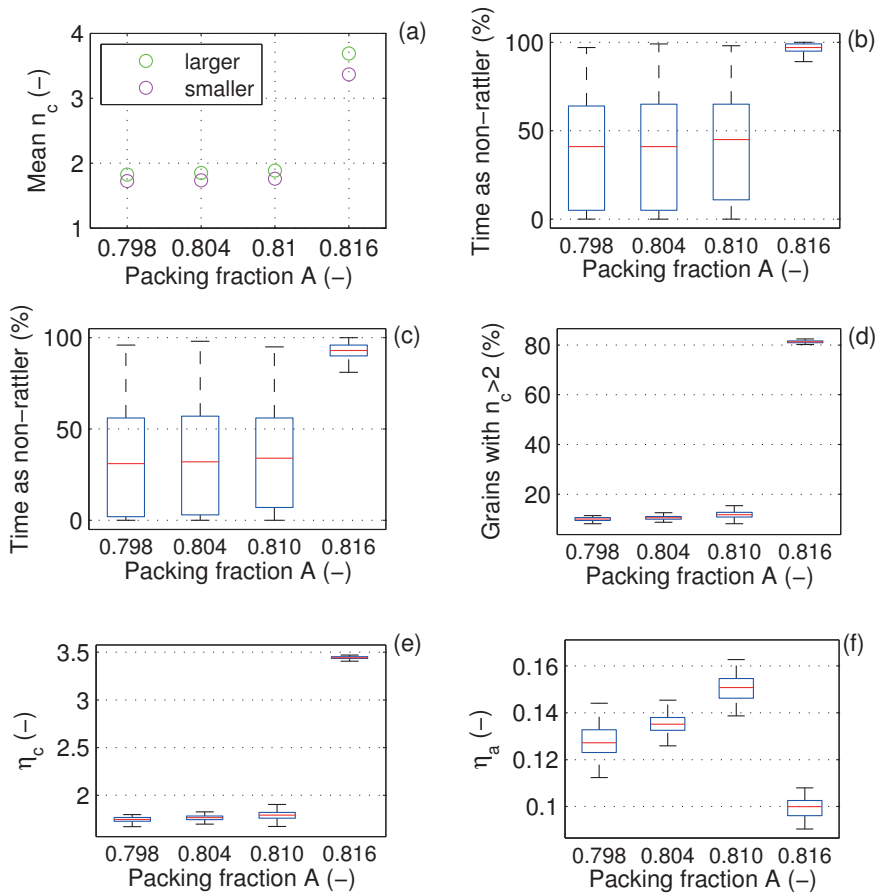 (a)
4
3
2
1
Mean n_c (−)
larger
smaller
0.798 0.804 0.81 0.816
Packing fraction A (−)
(b)
100
50
0
Time as non−rattler (%)
0.798 0.804 0.810 0.816
Packing fraction A (−)
(c)
100
50
0
Time as non−rattler (%)
0.798 0.804 0.810 0.816
Packing fraction A (−)
(d)
80
60
40
20
Grains with n_c>2 (%)
0.798 0.804 0.810 0.816
Packing fraction A (−)
(e)
3.5
3
2.5
2
η_c (−)
0.798 0.804 0.810 0.816
Packing fraction A (−)
(f)
0.16
0.14
0.12
0.1
η_a (−)
0.798 0.804 0.810 0.816
Packing fraction A (−)